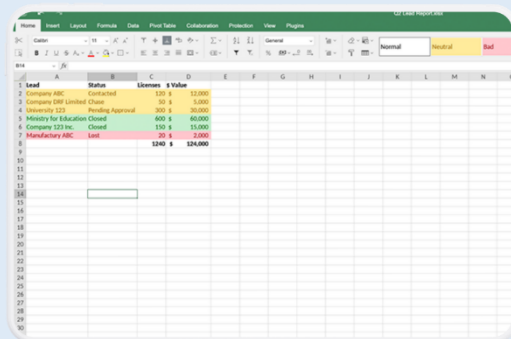 Q2 Lead Report.xlsx
Home Insert Layout Formula Data Pivot Table Collaboration Protection View Plugins
Calibri 11 General Normal Neutral Bad
B14
A B C D E F G H I J K L M N
1 Lead Status Licenses $ Value
2 Company ABC Contacted 120 $ 12,000
3 Company DRF Limited Chase 50 $ 5,000
4 University 123 Pending Approval 300 $ 30,000
5 Ministry for Education Closed 600 $ 60,000
6 Company 123 Inc. Closed 150 $ 15,000
7 Manufactury ABC Lost 20 $ 2,000
8 1240 $ 124,000
9
10
11
12
13
14
15
16
17
18
19
20
21
22
23
24
25
26
27
28
29
30